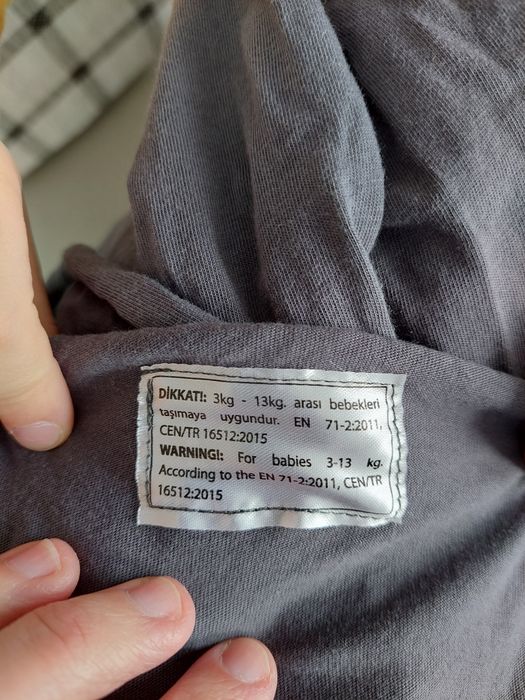 DİKKAT!: 3kg - 13kg. arası bebekleri
taşımaya uygundur. EN 71-2:2011,
CEN/TR 16512:2015
WARNING!: For babies 3-13 kg.
According to the EN 71-2:2011, CEN/TR
16512:2015